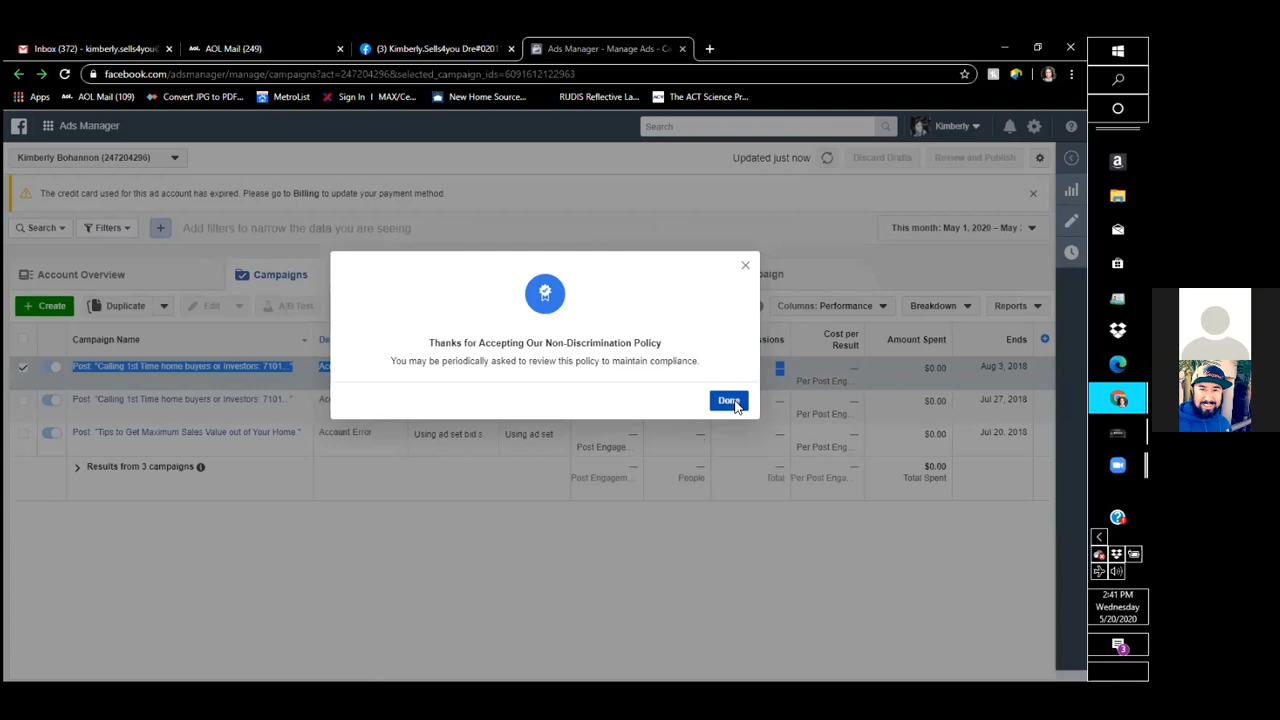 Inbox (372) - kimberly.sells4you@
AOL Mail (249)
(3) Kimberly.Sells4you Dre#0201
Ads Manager - Manage Ads - Ca
facebook.com/adsmanager/manage/campaigns?act=247204296&selected_campaign_ids=6091612122963
Apps
AOL Mail (109)
Convert JPG to PDF...
MetroList
Sign In | MAX/Ce...
New Home Source...
RUDIS Reflective La...
The ACT Science Pr...
Ads Manager
Search
Kimberly
Kimberly Bohannon (247204296)
Updated just now
Discard Drafts
Review and Publish
The credit card used for this ad account has expired. Please go to Billing to update your payment method.
Search
Filters
Add filters to narrow the data you are seeing
This month: May 1, 2020 – May
Account Overview
Campaigns
Create
Duplicate
Edit
A/B Test
Columns: Performance
Breakdown
Reports
Campaign Name
Cost per Result
Amount Spent
Ends
Post: "Calling 1st Time home buyers or Investors: 7101..."
Per Post Eng...
$0.00
Aug 3, 2018
Post: "Calling 1st Time home buyers or Investors: 7101..."
Per Post Eng...
$0.00
Jul 27, 2018
Post: "Tips to Get Maximum Sales Value out of Your Home."
Account Error
Using ad set bid s
Using ad set
Post Engage...
Per Post Eng...
$0.00
Jul 20, 2018
Results from 3 campaigns
Post Engagem...
People
Total
Per Post Eng...
$0.00
Total Spent
Thanks for Accepting Our Non-Discrimination Policy
You may be periodically asked to review this policy to maintain compliance.
Done
2:41 PM
Wednesday
5/20/2020
3